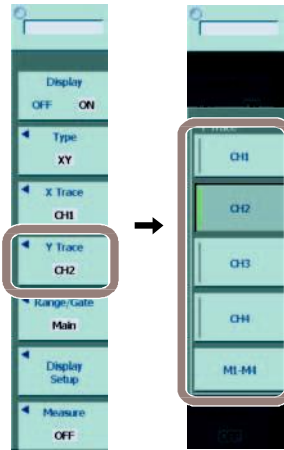 Display
OFF ON
Type
XY
X Trace
CH1
Y Trace
CH2
Range/Gate
Main
Display
Setup
Measure
OFF
Y Trace
CH1
CH2
CH3
CH4
M1-M4